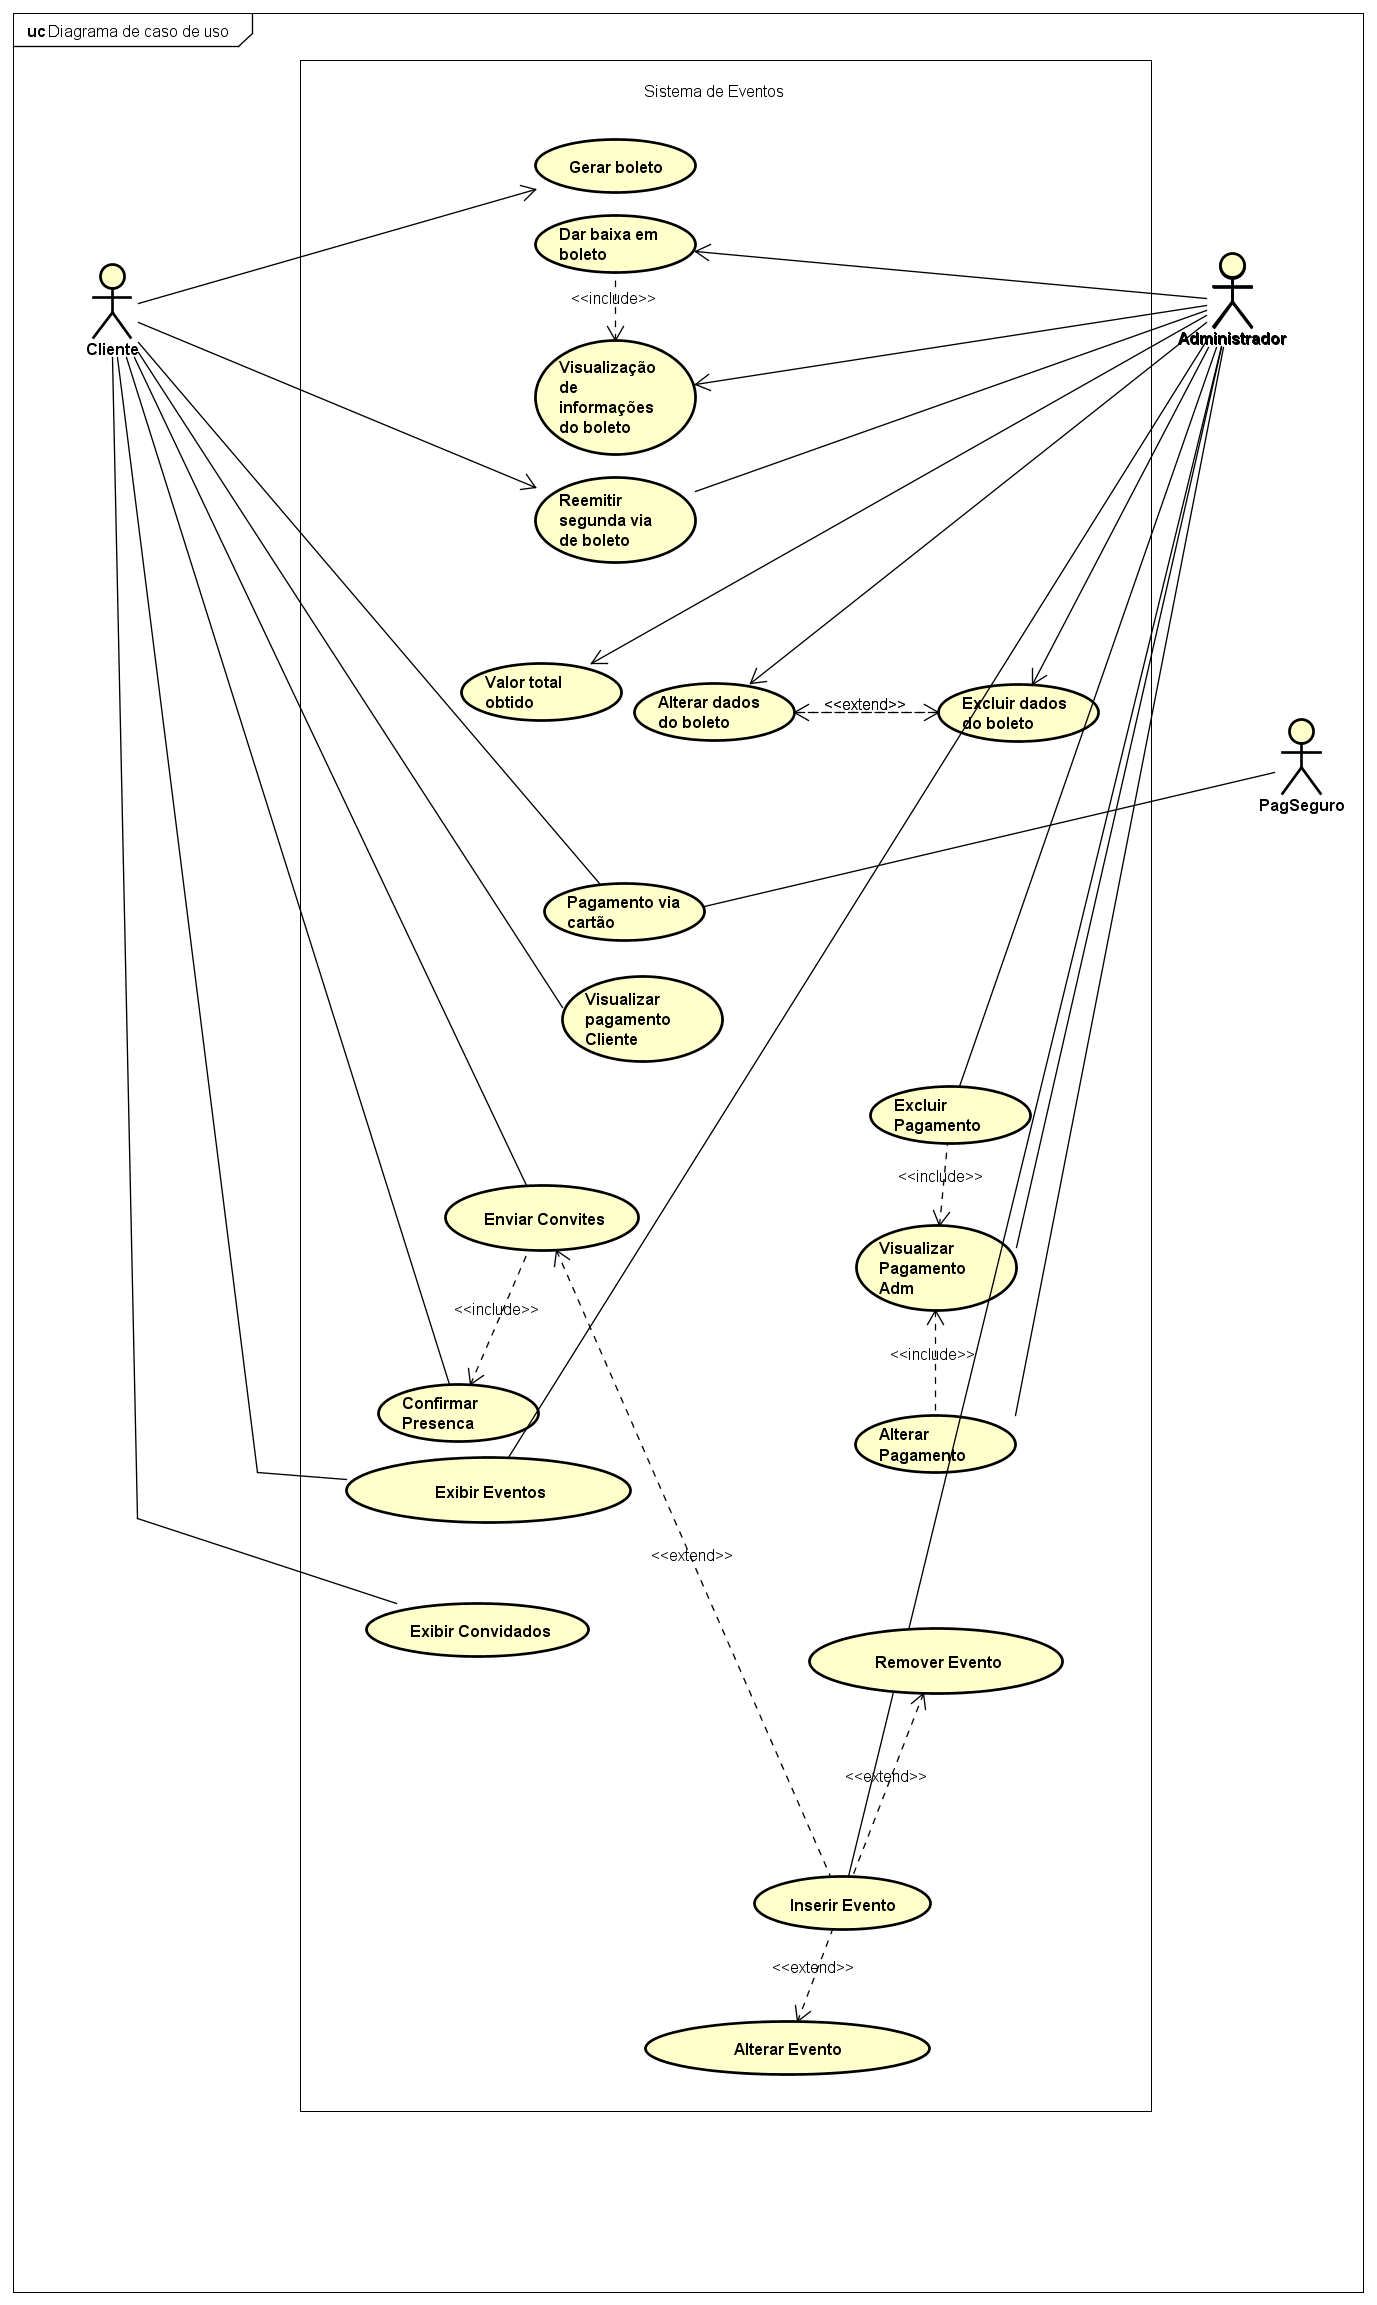 uc Diagrama de caso de uso
Sistema de Eventos
Gerar boleto
Dar baixa em
boleto
<<include>>
Cliente
Administrador
Visualização
de
informações
do boleto
Reemitir
segunda via
de boleto
Valor total
obtido
Alterar dados
do boleto
<<extend>>
Excluir dados
do boleto
PagSeguro
Pagamento via
cartão
Visualizar
pagamento
Cliente
Excluir
Pagamento
<<include>>
Enviar Convites
Visualizar
Pagamento
Adm
<<include>>
<<include>>
Confirmar
Presenca
Alterar
Pagamento
Exibir Eventos
<<extend>>
Exibir Convidados
Remover Evento
<<extend>>
Inserir Evento
<<extend>>
Alterar Evento